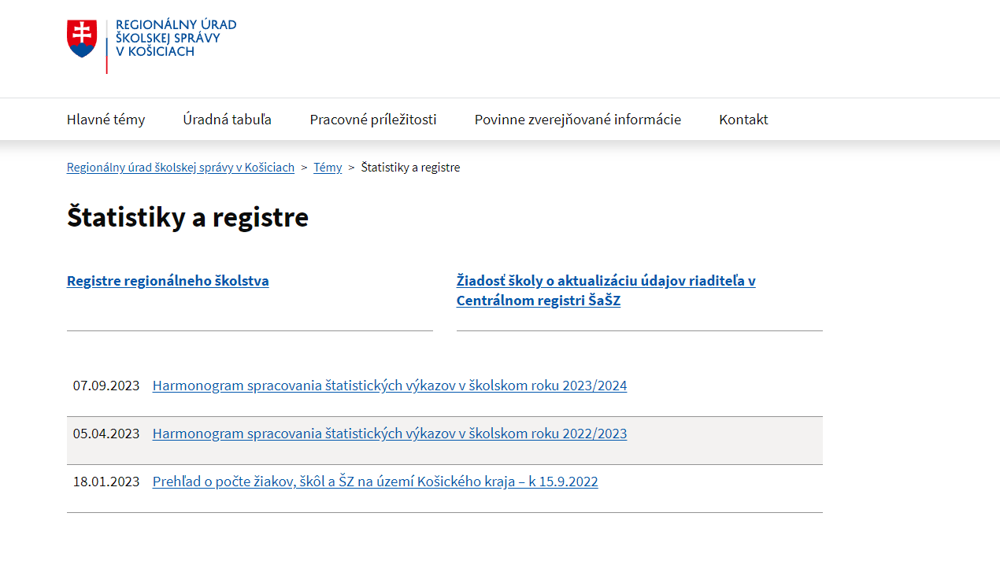 REGIONÁLNY ÚRAD
ŠKOLSKEJ SPRÁVY
V KOŠICIACH
Hlavné témy Úradná tabuľa Pracovné príležitosti Povinne zverejňované informácie Kontakt
Regionálny úrad školskej správy v Košiciach > Témy > Štatistiky a registre
Štatistiky a registre
Registre regionálneho školstva
Žiadosť školy o aktualizáciu údajov riaditeľa v
Centrálnom registri ŠaŠZ
07.09.2023 Harmonogram spracovania štatistických výkazov v školskom roku 2023/2024
05.04.2023 Harmonogram spracovania štatistických výkazov v školskom roku 2022/2023
18.01.2023 Prehľad o počte žiakov, škôl a ŠZ na území Košického kraja – k 15.9.2022